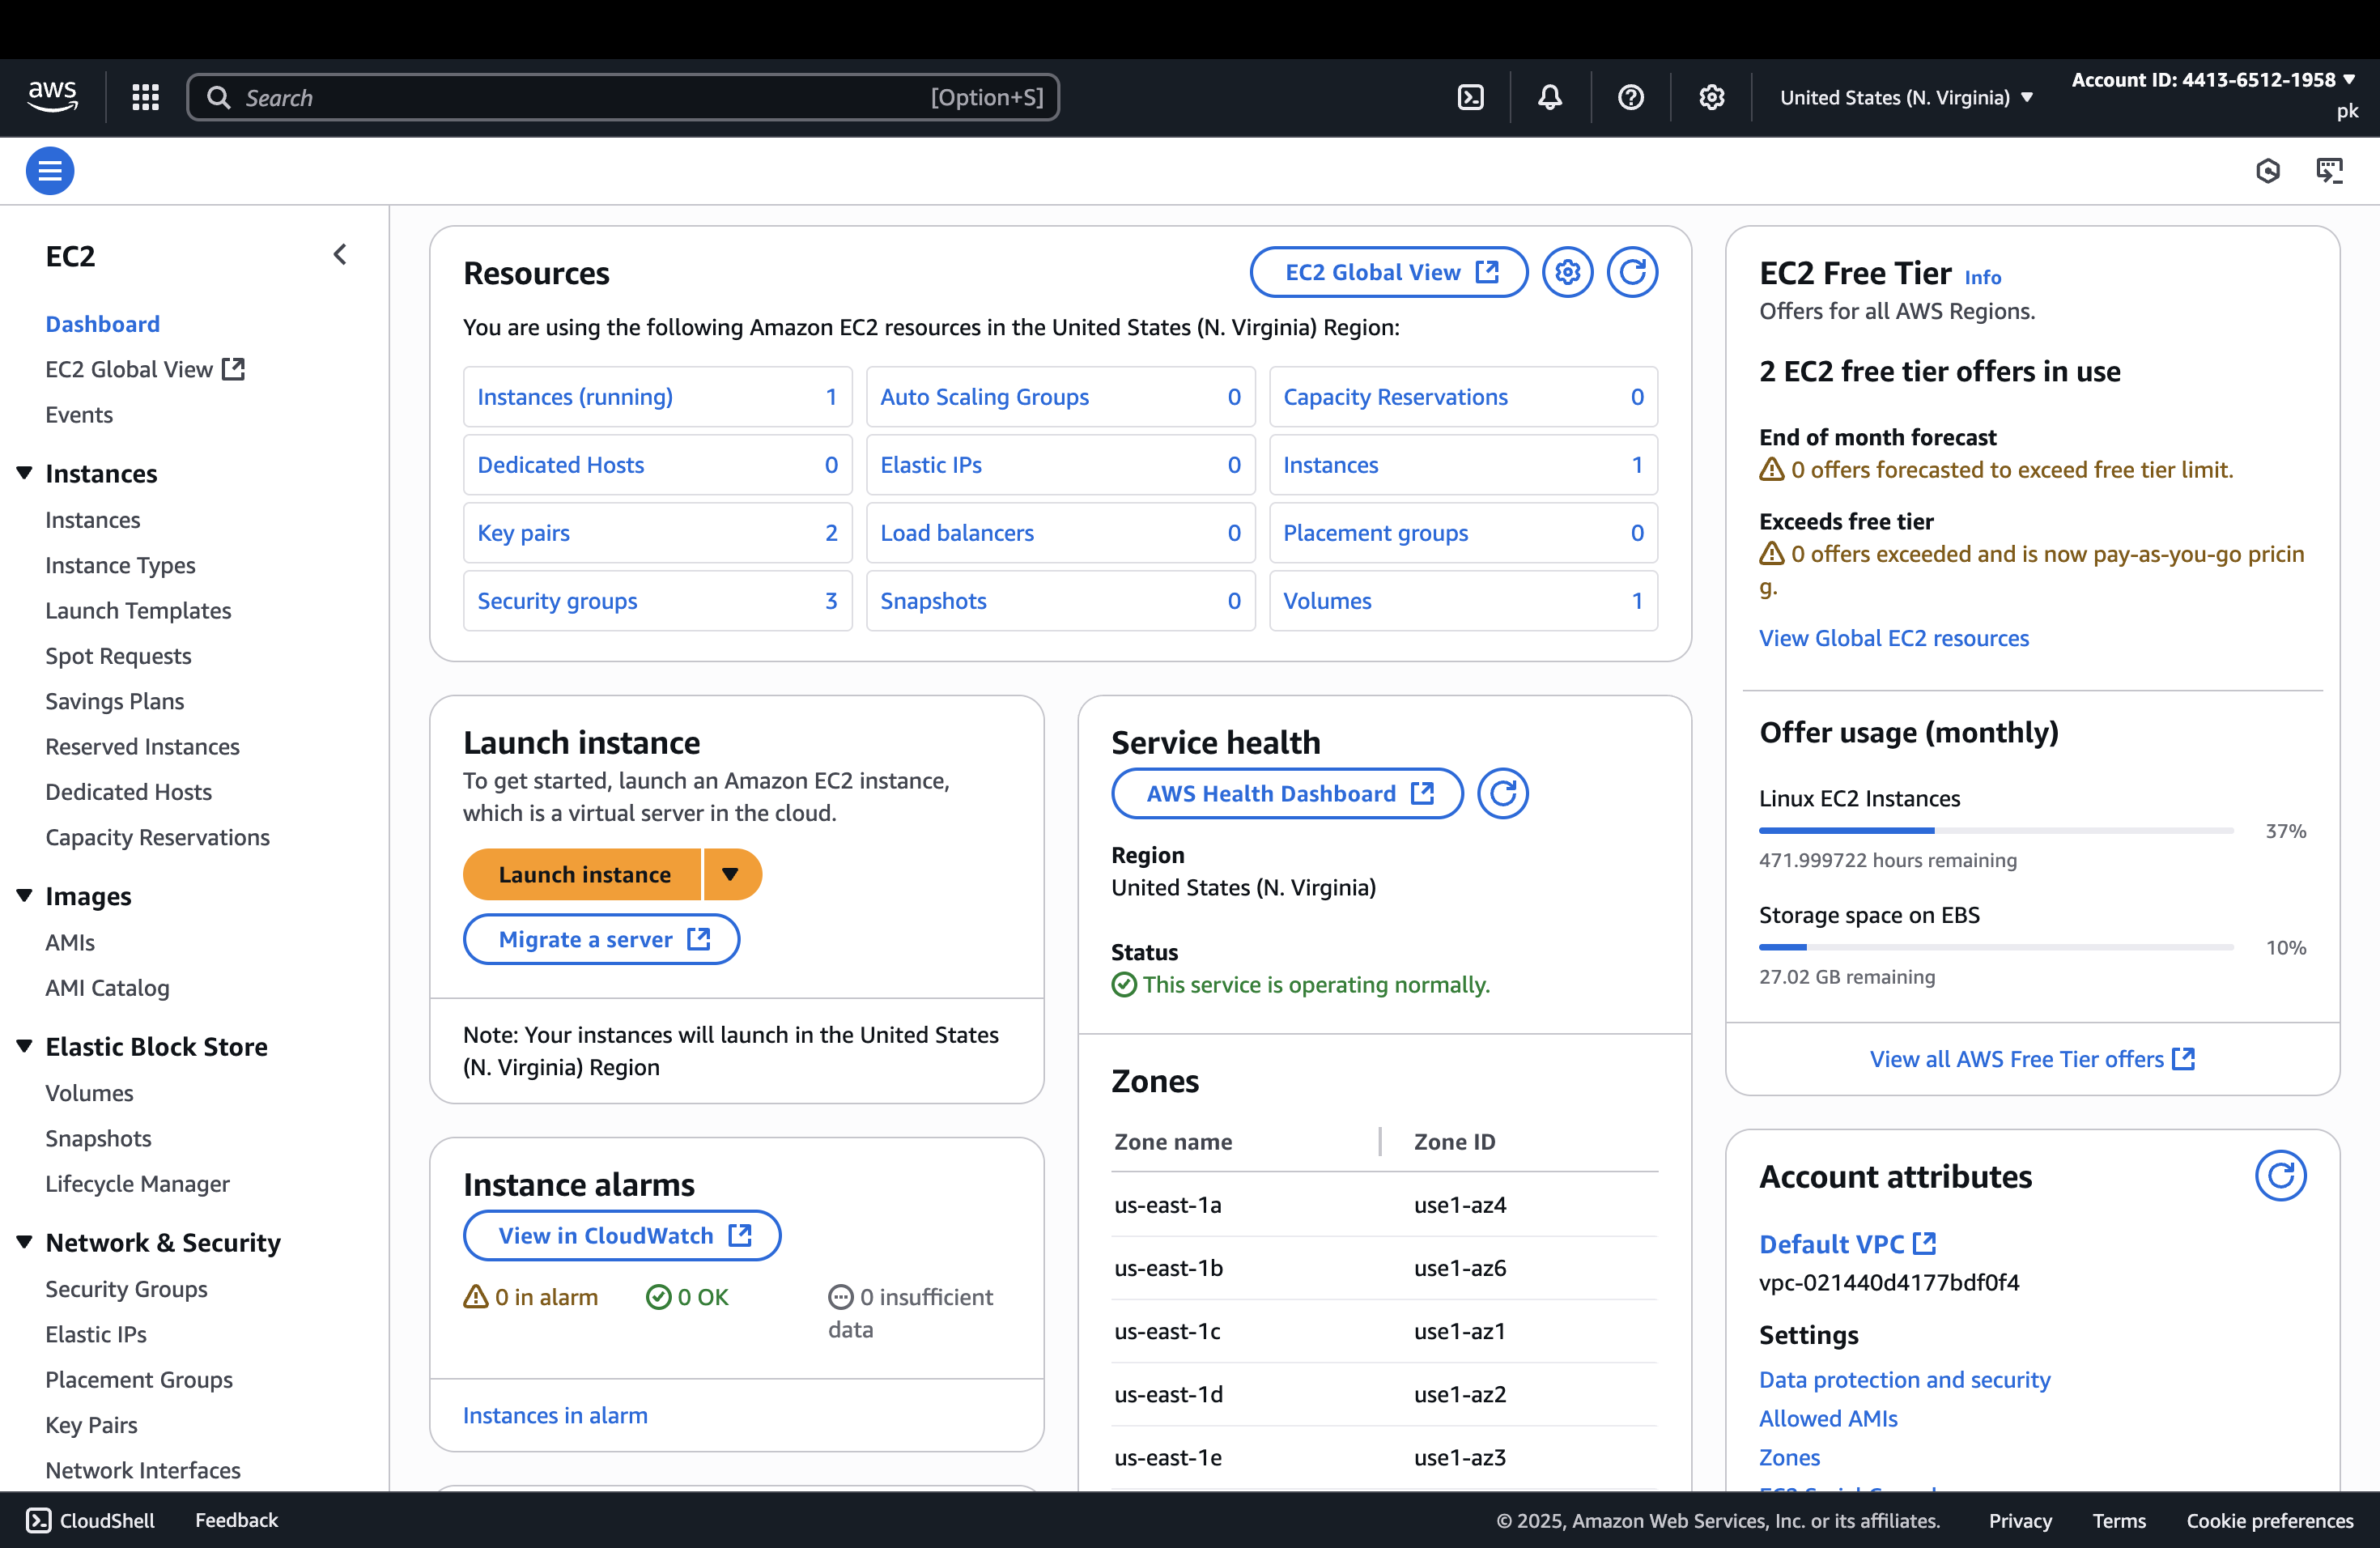 aws
Search
[Option+S]
United States (N. Virginia)
Account ID: 4413-6512-1958
pk
EC2
Dashboard
EC2 Global View
Events
Instances
Instances
Instance Types
Launch Templates
Spot Requests
Savings Plans
Reserved Instances
Dedicated Hosts
Capacity Reservations
Images
AMIs
AMI Catalog
Elastic Block Store
Volumes
Snapshots
Lifecycle Manager
Network & Security
Security Groups
Elastic IPs
Placement Groups
Key Pairs
Network Interfaces
Resources
EC2 Global View
You are using the following Amazon EC2 resources in the United States (N. Virginia) Region:
Instances (running) 1
Auto Scaling Groups 0
Capacity Reservations 0
Dedicated Hosts 0
Elastic IPs 0
Instances 1
Key pairs 2
Load balancers 0
Placement groups 0
Security groups 3
Snapshots 0
Volumes 1
Launch instance
To get started, launch an Amazon EC2 instance,
which is a virtual server in the cloud.
Launch instance
Migrate a server
Note: Your instances will launch in the United States
(N. Virginia) Region
Instance alarms
View in CloudWatch
0 in alarm
0 OK
0 insufficient
data
Instances in alarm
Service health
AWS Health Dashboard
Region
United States (N. Virginia)
Status
This service is operating normally.
Zones
Zone name Zone ID
us-east-1a use1-az4
us-east-1b use1-az6
us-east-1c use1-az1
us-east-1d use1-az2
us-east-1e use1-az3
EC2 Free Tier Info
Offers for all AWS Regions.
2 EC2 free tier offers in use
End of month forecast
0 offers forecasted to exceed free tier limit.
Exceeds free tier
0 offers exceeded and is now pay-as-you-go pricin
g.
View Global EC2 resources
Offer usage (monthly)
Linux EC2 Instances
37%
471.999722 hours remaining
Storage space on EBS
10%
27.02 GB remaining
View all AWS Free Tier offers
Account attributes
Default VPC
vpc-021440d4177bdf0f4
Settings
Data protection and security
Allowed AMIs
Zones
CloudShell
Feedback
© 2025, Amazon Web Services, Inc. or its affiliates.
Privacy
Terms
Cookie preferences